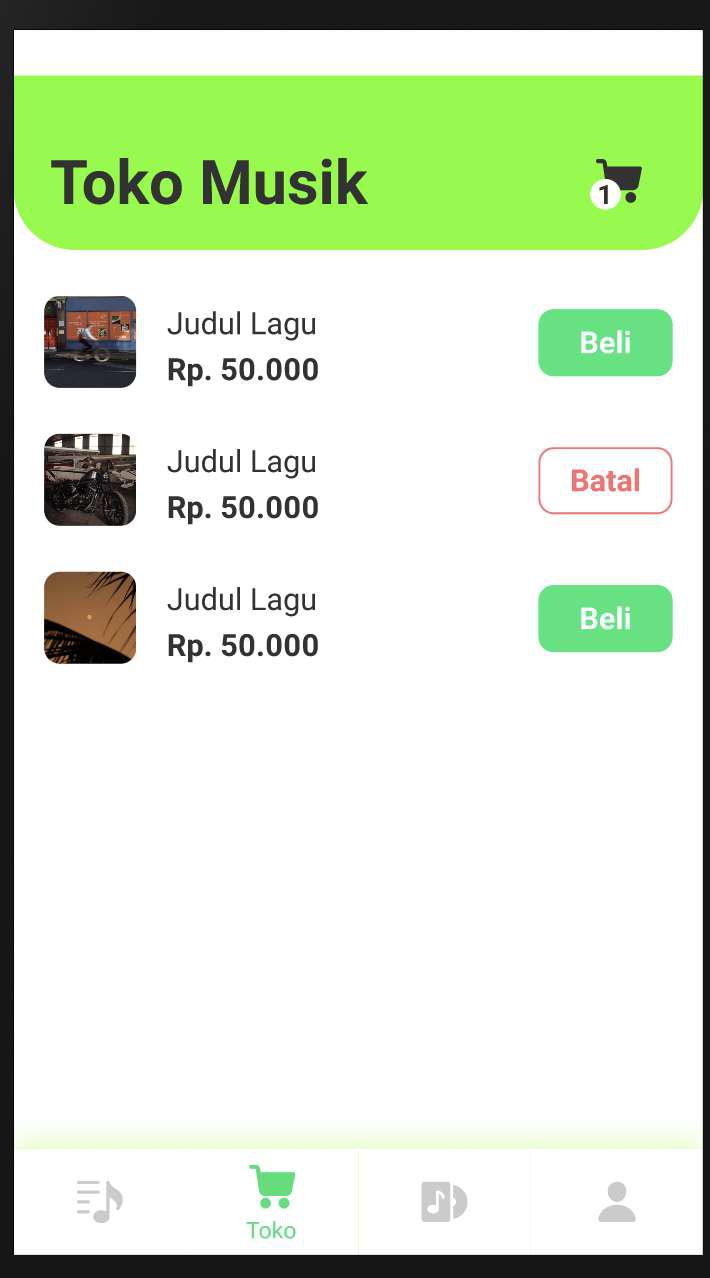 Toko Musik
1
Judul Lagu
Rp. 50.000
Beli
Judul Lagu
Rp. 50.000
Batal
Judul Lagu
Rp. 50.000
Beli
Toko